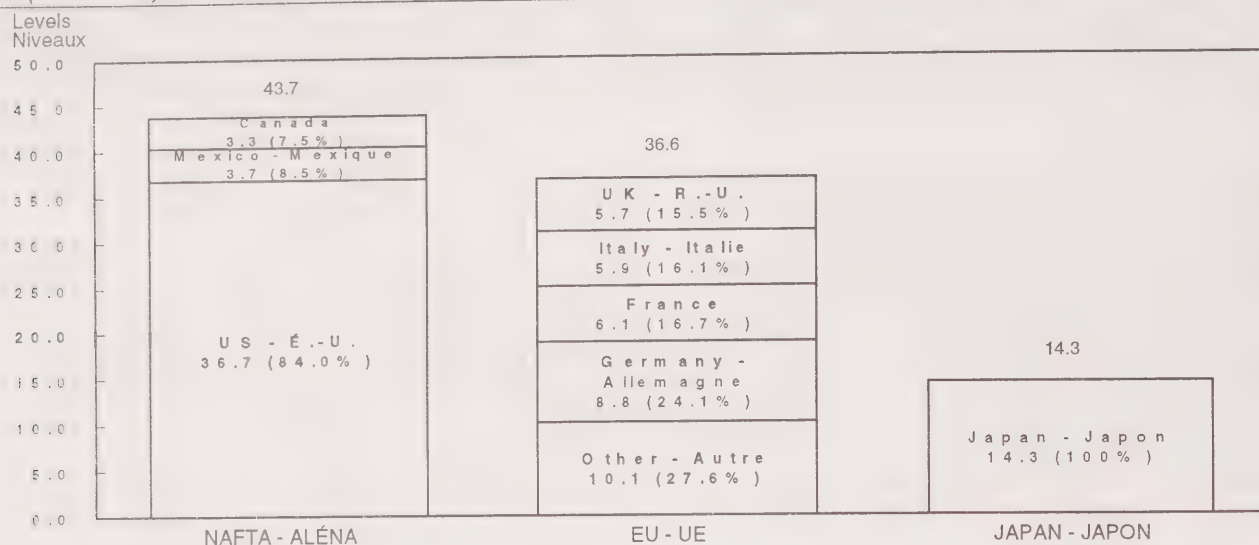 Levels
Niveaux
50.0
45.0
40.0
35.0
30.0
25.0
20.0
15.0
10.0
5.0
0.0
43.7
Canada
3.3 (7.5%)
Mexico - Mexique
3.7 (8.5%)
US - É.-U.
36.7 (84.0%)
NAFTA - ALÉNA
36.6
UK - R.-U.
5.7 (15.5%)
Italy - Italie
5.9 (16.1%)
France
6.1 (16.7%)
Germany -
Allemagne
8.8 (24.1%)
Other - Autre
10.1 (27.6%)
EU - UE
14.3
Japan - Japon
14.3 (100%)
JAPAN - JAPON